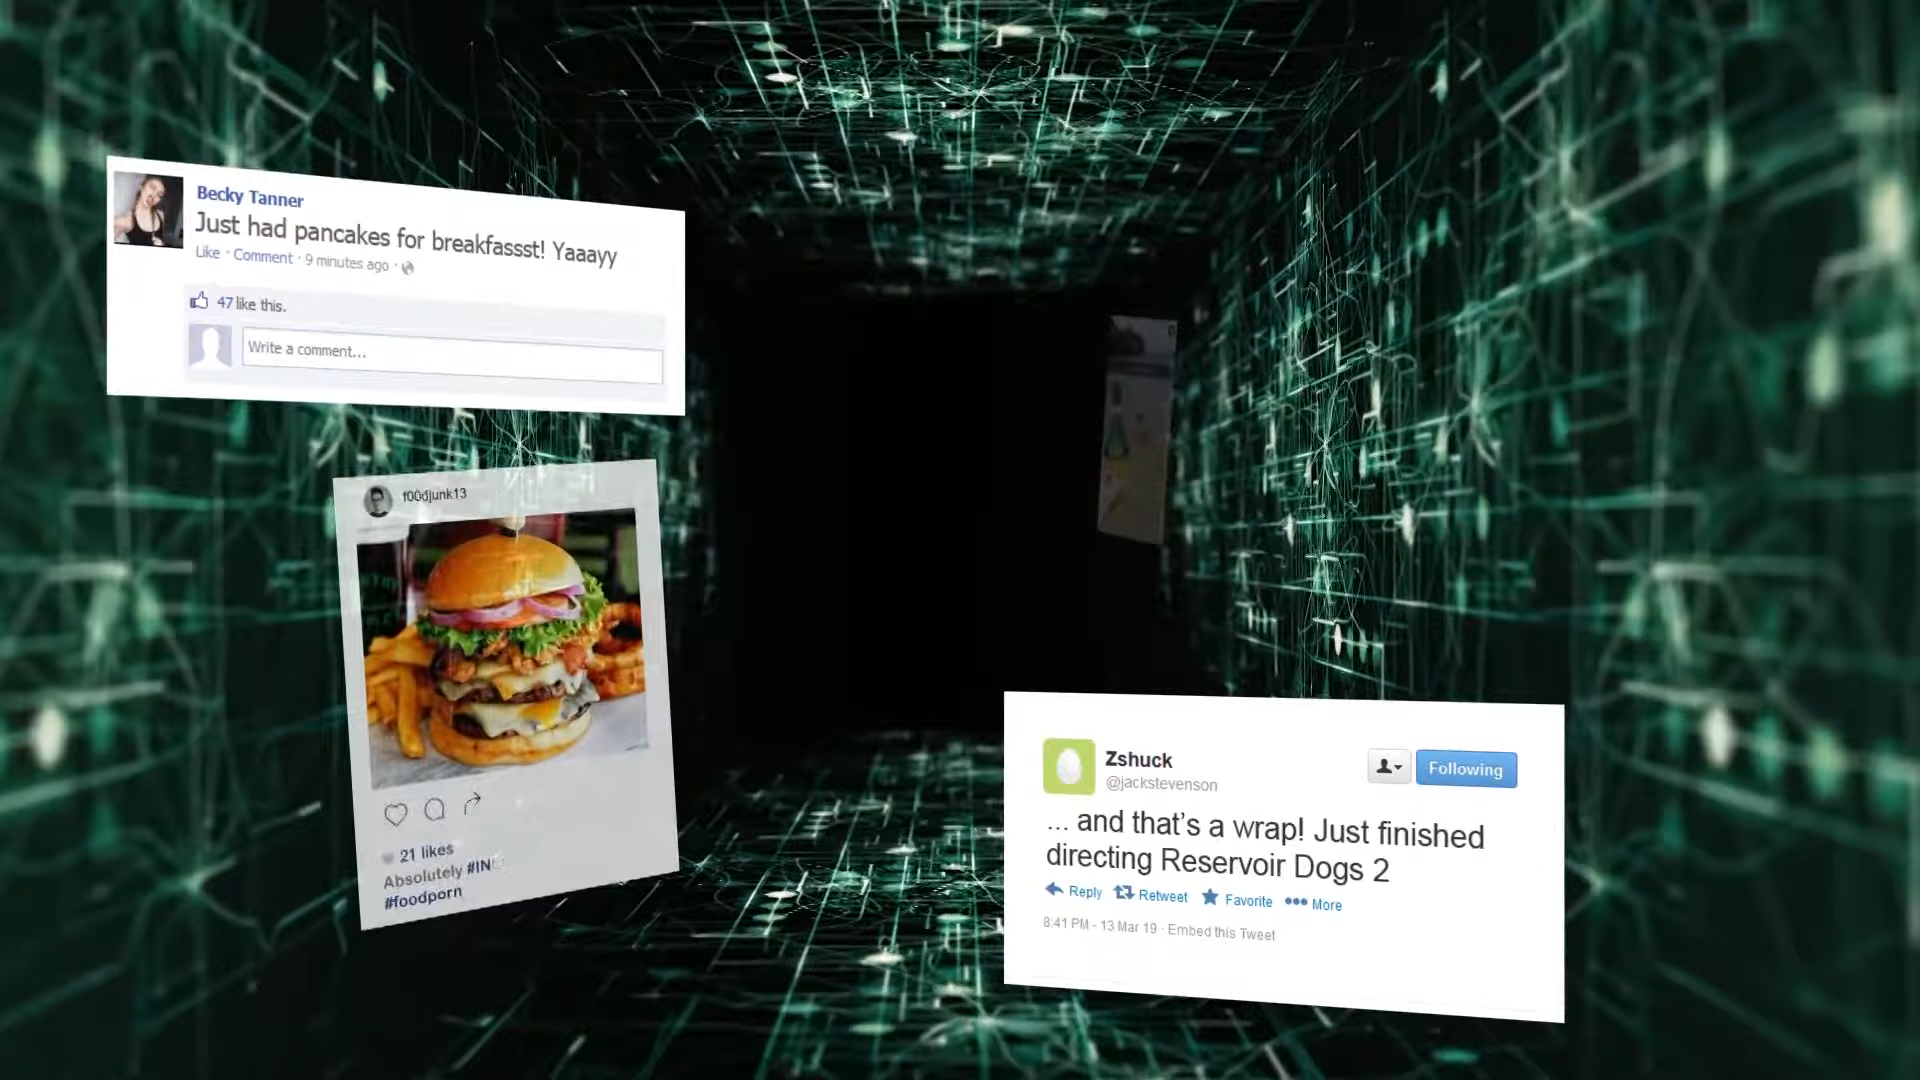 Becky Tanner
Just had pancakes for breakfassst! Yaaayy
Like · Comment · 9 minutes ago ·
47 like this.
Write a comment...
f00djunk13
21 likes
Absolutely
#foodporn
Zshuck
@jackstevenson
Following
... and that's a wrap! Just finished
directing Reservoir Dogs 2
Reply Retweet Favorite More
8:41 PM - 13 Mar 19 · Embed this Tweet